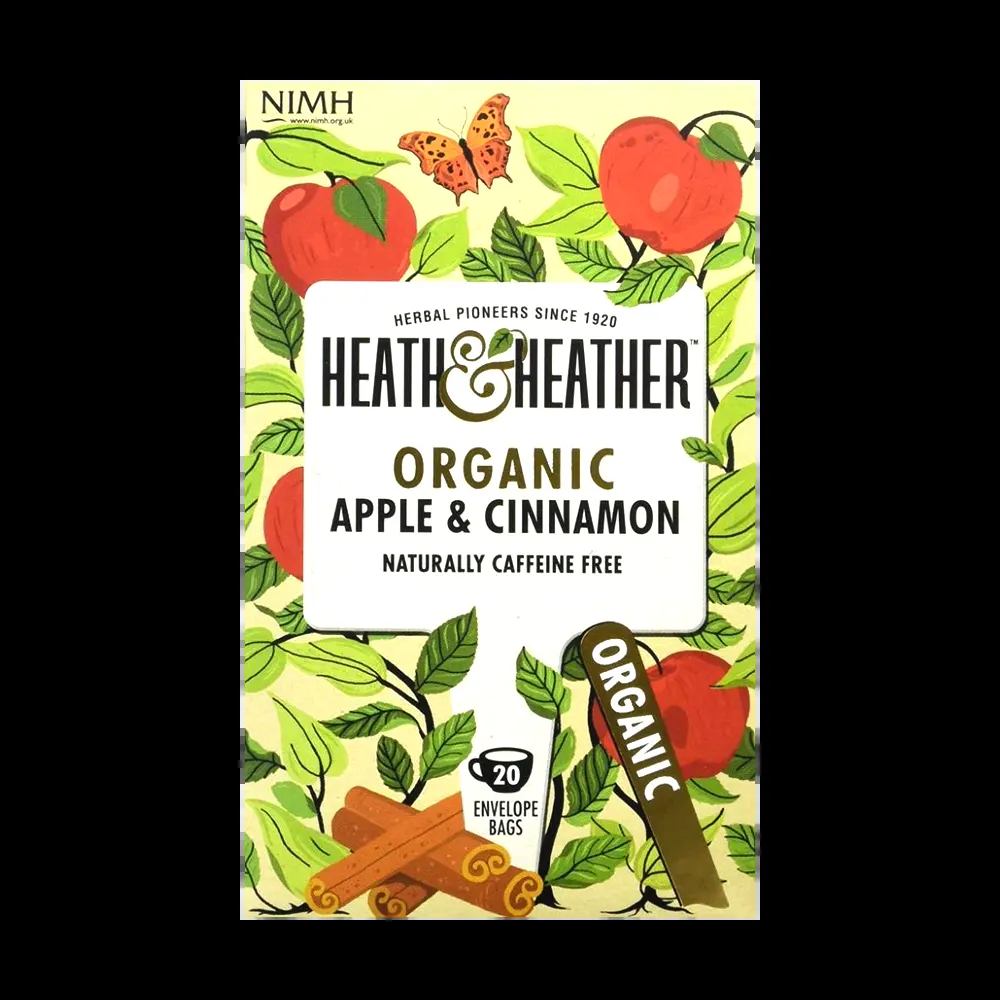 NIMH
www.nimh.org.uk
HERBAL PIONEERS SINCE 1920
HEATH & HEATHER™
ORGANIC
APPLE & CINNAMON
NATURALLY CAFFEINE FREE
ORGANIC
20
ENVELOPE
BAGS